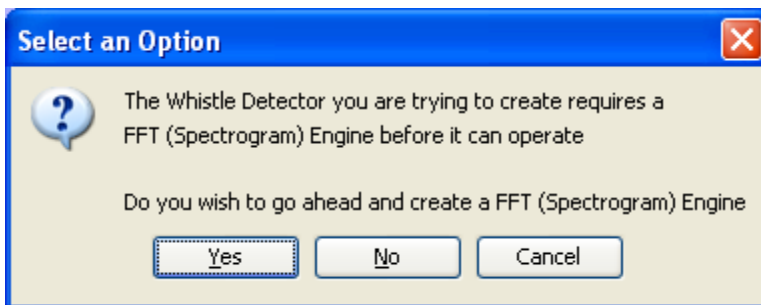 Select an Option
?
The Whistle Detector you are trying to create requires a
FFT (Spectrogram) Engine before it can operate
Do you wish to go ahead and create a FFT (Spectrogram) Engine
Yes No Cancel